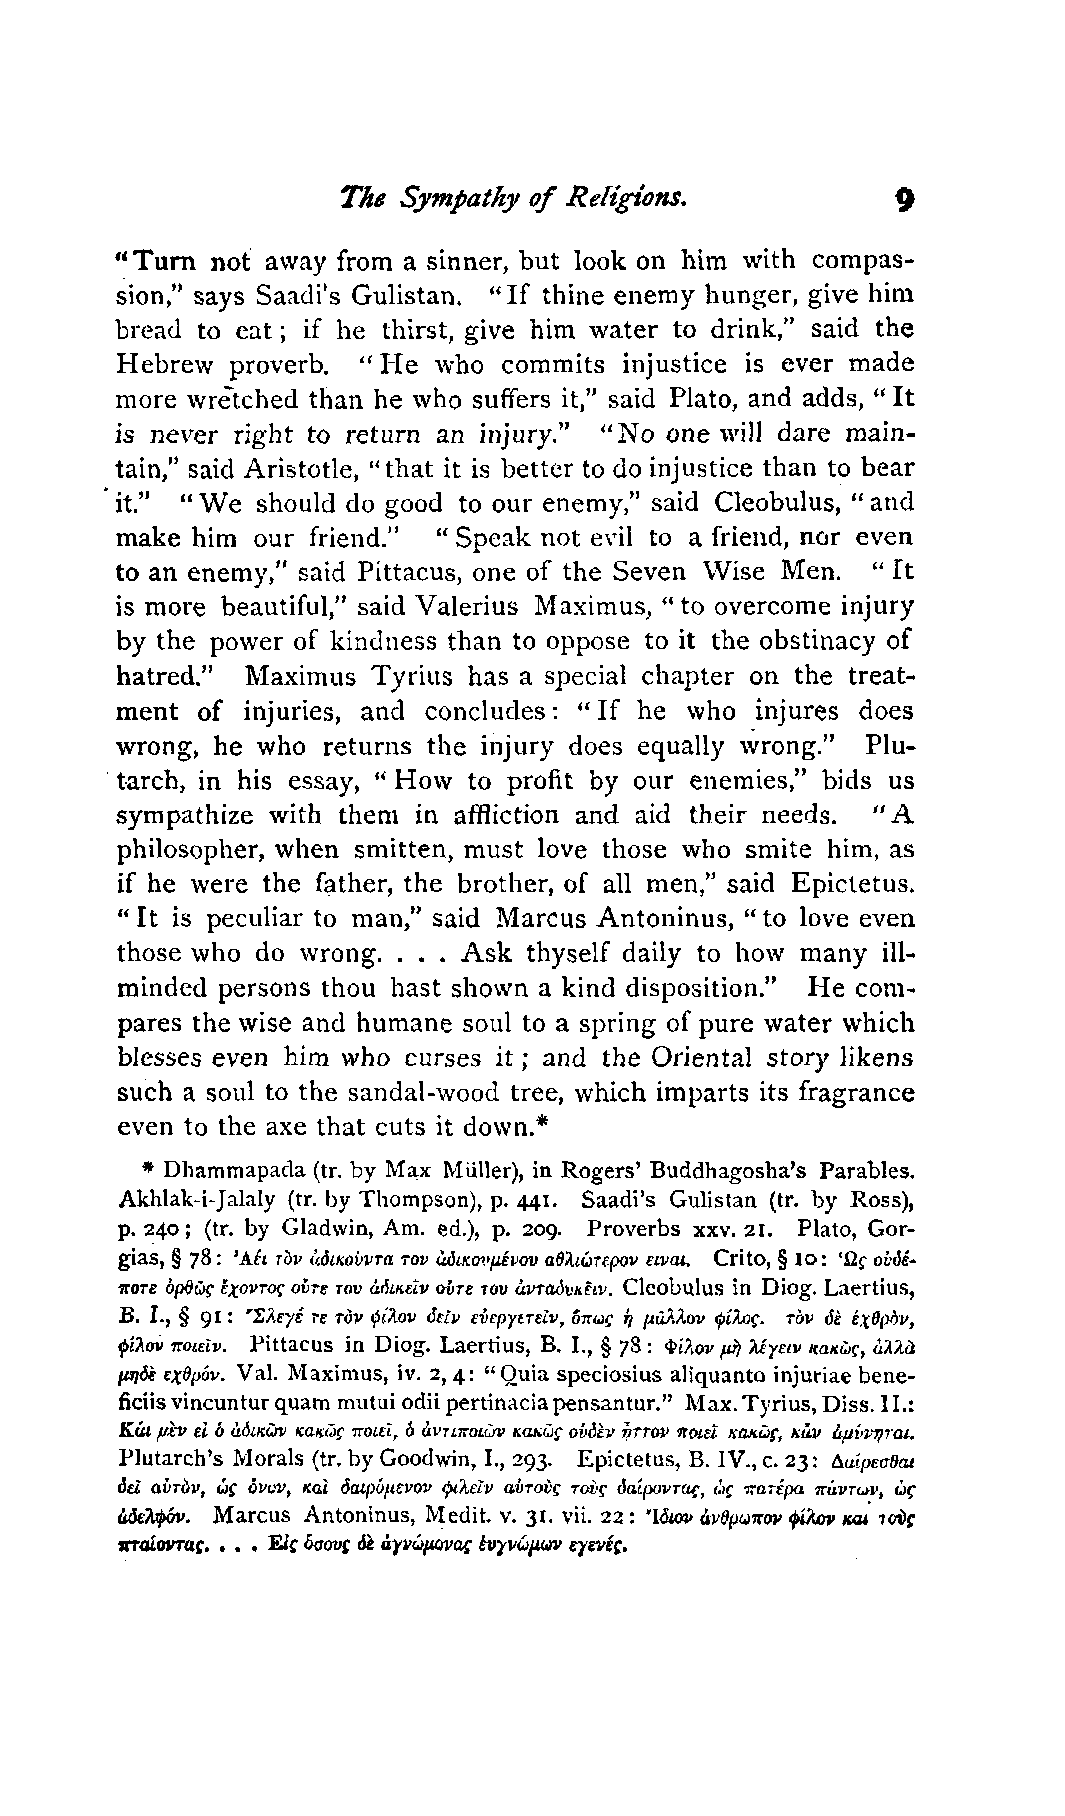 The Sympathy of Religions. 9
"Turn not away from a sinner, but look on him with compas-
sion," says Saadi's Gulistan. "If thine enemy hunger, give him
bread to eat; if he thirst, give him water to drink," said the
Hebrew proverb. "He who commits injustice is ever made
more wretched than he who suffers it," said Plato, and adds, "It
is never right to return an injury." "No one will dare main-
tain," said Aristotle, "that it is better to do injustice than to bear
it." "We should do good to our enemy," said Cleobulus, "and
make him our friend." "Speak not evil to a friend, nor even
to an enemy," said Pittacus, one of the Seven Wise Men. "It
is more beautiful," said Valerius Maximus, "to overcome injury
by the power of kindness than to oppose to it the obstinacy of
hatred." Maximus Tyrius has a special chapter on the treat-
ment of injuries, and concludes: "If he who injures does
wrong, he who returns the injury does equally wrong." Plu-
tarch, in his essay, "How to profit by our enemies," bids us
sympathize with them in affliction and aid their needs. "A
philosopher, when smitten, must love those who smite him, as
if he were the father, the brother, of all men," said Epictetus.
"It is peculiar to man," said Marcus Antoninus, "to love even
those who do wrong. . . . Ask thyself daily to how many ill-
minded persons thou hast shown a kind disposition." He com-
pares the wise and humane soul to a spring of pure water which
blesses even him who curses it; and the Oriental story likens
such a soul to the sandal-wood tree, which imparts its fragrance
even to the axe that cuts it down.*
* Dhammapada (tr. by Max Müller), in Rogers' Buddhagosha's Parables.
Akhlak-i-Jalaly (tr. by Thompson), p. 441. Saadi's Gulistan (tr. by Ross),
p. 240; (tr. by Gladwin, Am. ed.), p. 209. Proverbs xxv. 21. Plato, Gor-
gias, § 78: Ἀέι τὸν ἀδικοὺντα τον ἀδικουμένου αθλιώτερον ειναι. Crito, § 10: Ὡς οὐδέ-
ποτε ὀρθῶς ἔχοντος οὔτε του ἀδικεῖν οὔτε του ἀνταδικεῖν. Cleobulus in Diog. Laertius,
B. I., § 91: Ἔλεγέ τε τὸν φίλον δεῖν εὐεργετεῖν, ὅπως ἠ μᾶλλον φίλος. τὸν δὲ ἐχθρὸν,
φίλον ποιεῖν. Pittacus in Diog. Laertius, B. I., § 78: Φίλον μὴ λέγειν κακῶς, ἀλλὰ
μηδὲ εχθρόν. Val. Maximus, iv. 2, 4: "Quia speciosius aliquanto injuriae bene-
ficiis vincuntur quam mutui odii pertinacia pensantur." Max. Tyrius, Diss. II.:
Κάι μὲν εἰ ὁ ἀδικῶν κακῶς ποιεῖ, ὁ ἀντιποιῶν κακῶς οὐδὲν ἧττον ποιεῖ κακῶς, κἂν ἀμύνηται.
Plutarch's Morals (tr. by Goodwin, I., 293. Epictetus, B. IV., c. 23: Δαίρεσθαι
δεῖ αὐτὸν, ὡς ὄνον, καὶ δαιρόμενον φιλεῖν αὐτοὺς τοὺς δαίροντας, ὡς πατέρα πάντων, ὡς
ἀδελφόν. Marcus Antoninus, Medit. v. 31. vii. 22: Ἴδιον ἀνθρωπον φίλον και τοὺς
πταίοντας. . . . Εἰς ὅσους δὲ ἀγνώμονας ἐυγνώμων εγενές.